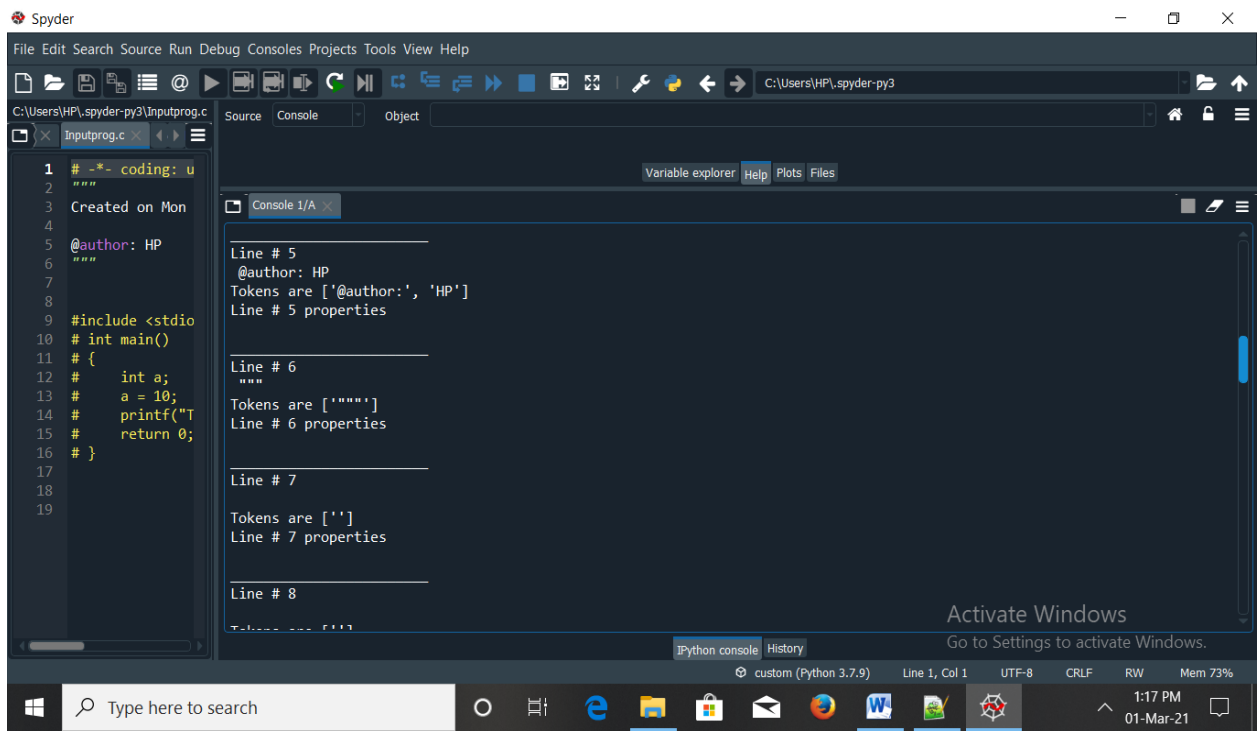 Spyder
File Edit Search Source Run Debug Consoles Projects Tools View Help
C:\Users\HP\.spyder-py3
C:\Users\HP\.spyder-py3\Inputprog.c
Inputprog.c
1 # -*- coding: u
2 """
3 Created on Mon
4
5 @author: HP
6 """
7
8
9 #include <stdio
10 # int main()
11 # {
12 #     int a;
13 #     a = 10;
14 #     printf("T
15 #     return 0;
16 # }
17
18
19
Source Console Object
Variable explorer Help Plots Files
Console 1/A
Line # 5
@author: HP
Tokens are ['@author:', 'HP']
Line # 5 properties
Line # 6
"""
Tokens are ['"""']
Line # 6 properties
Line # 7
Tokens are ['']
Line # 7 properties
Line # 8
Tokens are ['']
Activate Windows
Go to Settings to activate Windows.
IPython console History
custom (Python 3.7.9) Line 1, Col 1 UTF-8 CRLF RW Mem 73%
Type here to search
1:17 PM
01-Mar-21